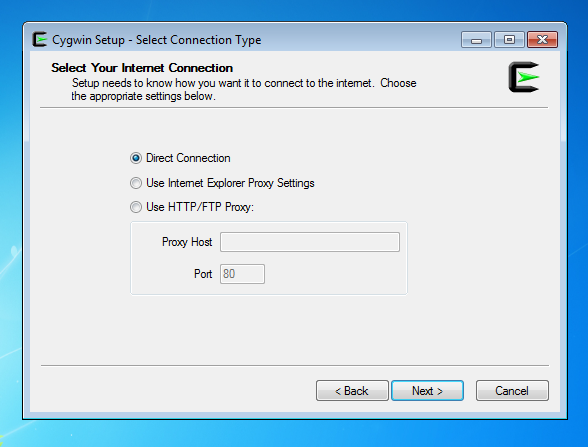 Cygwin Setup - Select Connection Type
Select Your Internet Connection
Setup needs to know how you want it to connect to the internet. Choose
the appropriate settings below.
Direct Connection
Use Internet Explorer Proxy Settings
Use HTTP/FTP Proxy:
Proxy Host
Port 80
< Back Next > Cancel